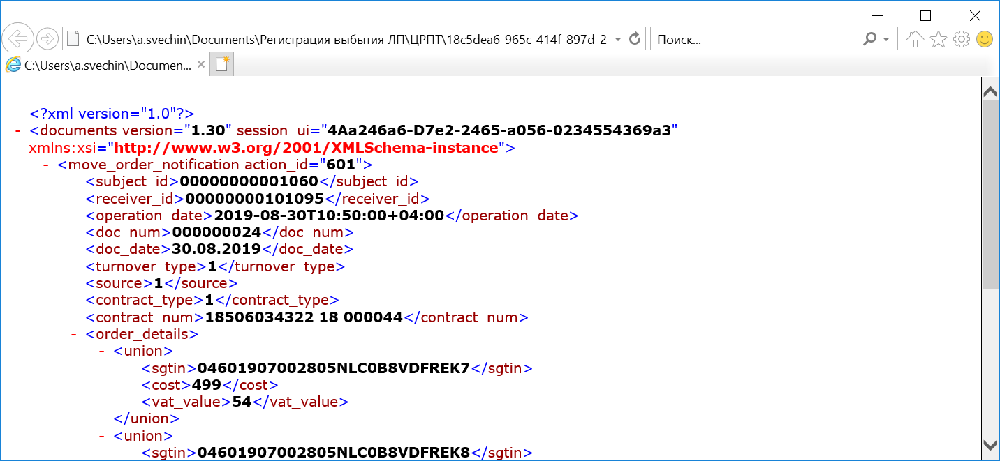 C:\Users\a.svechin\Documents\Регистрация выбытия ЛП\ЦРПТ\18c5dea6-965c-414f-897d-2
Поиск...
C:\Users\a.svechin\Documen...
<?xml version="1.0"?>
- <documents version="1.30" session_ui="4Aa246a6-D7e2-2465-a056-0234554369a3"
xmlns:xsi="http://www.w3.org/2001/XMLSchema-instance">
- <move_order_notification action_id="601">
<subject_id>00000000001060</subject_id>
<receiver_id>00000000101095</receiver_id>
<operation_date>2019-08-30T10:50:00+04:00</operation_date>
<doc_num>000000024</doc_num>
<doc_date>30.08.2019</doc_date>
<turnover_type>1</turnover_type>
<source>1</source>
<contract_type>1</contract_type>
<contract_num>18506034322 18 000044</contract_num>
- <order_details>
- <union>
<sgtin>04601907002805NLC0B8VDFREK7</sgtin>
<cost>499</cost>
<vat_value>54</vat_value>
</union>
- <union>
<sgtin>04601907002805NLC0B8VDFREK8</sgtin>